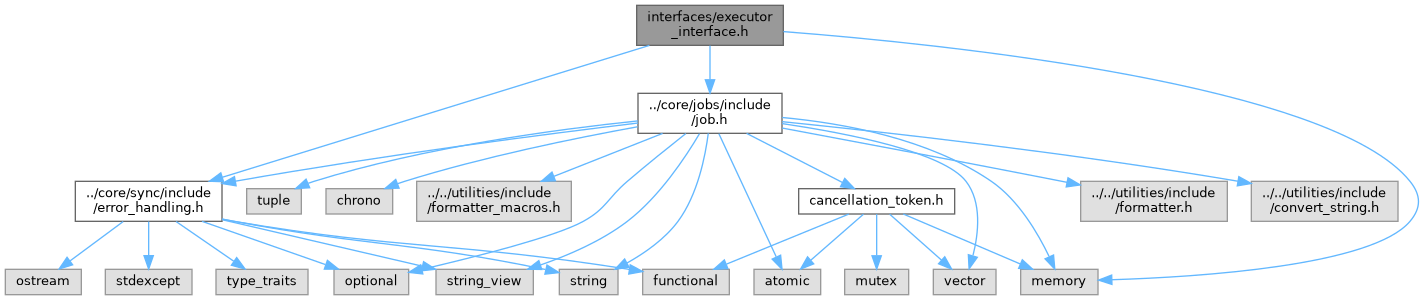 interfaces/executor
_interface.h
../core/jobs/include
/job.h
../core/sync/include
/error_handling.h
tuple
chrono
../../utilities/include
/formatter_macros.h
cancellation_token.h
../../utilities/include
/formatter.h
../../utilities/include
/convert_string.h
ostream
stdexcept
type_traits
optional
string_view
string
functional
atomic
mutex
vector
memory